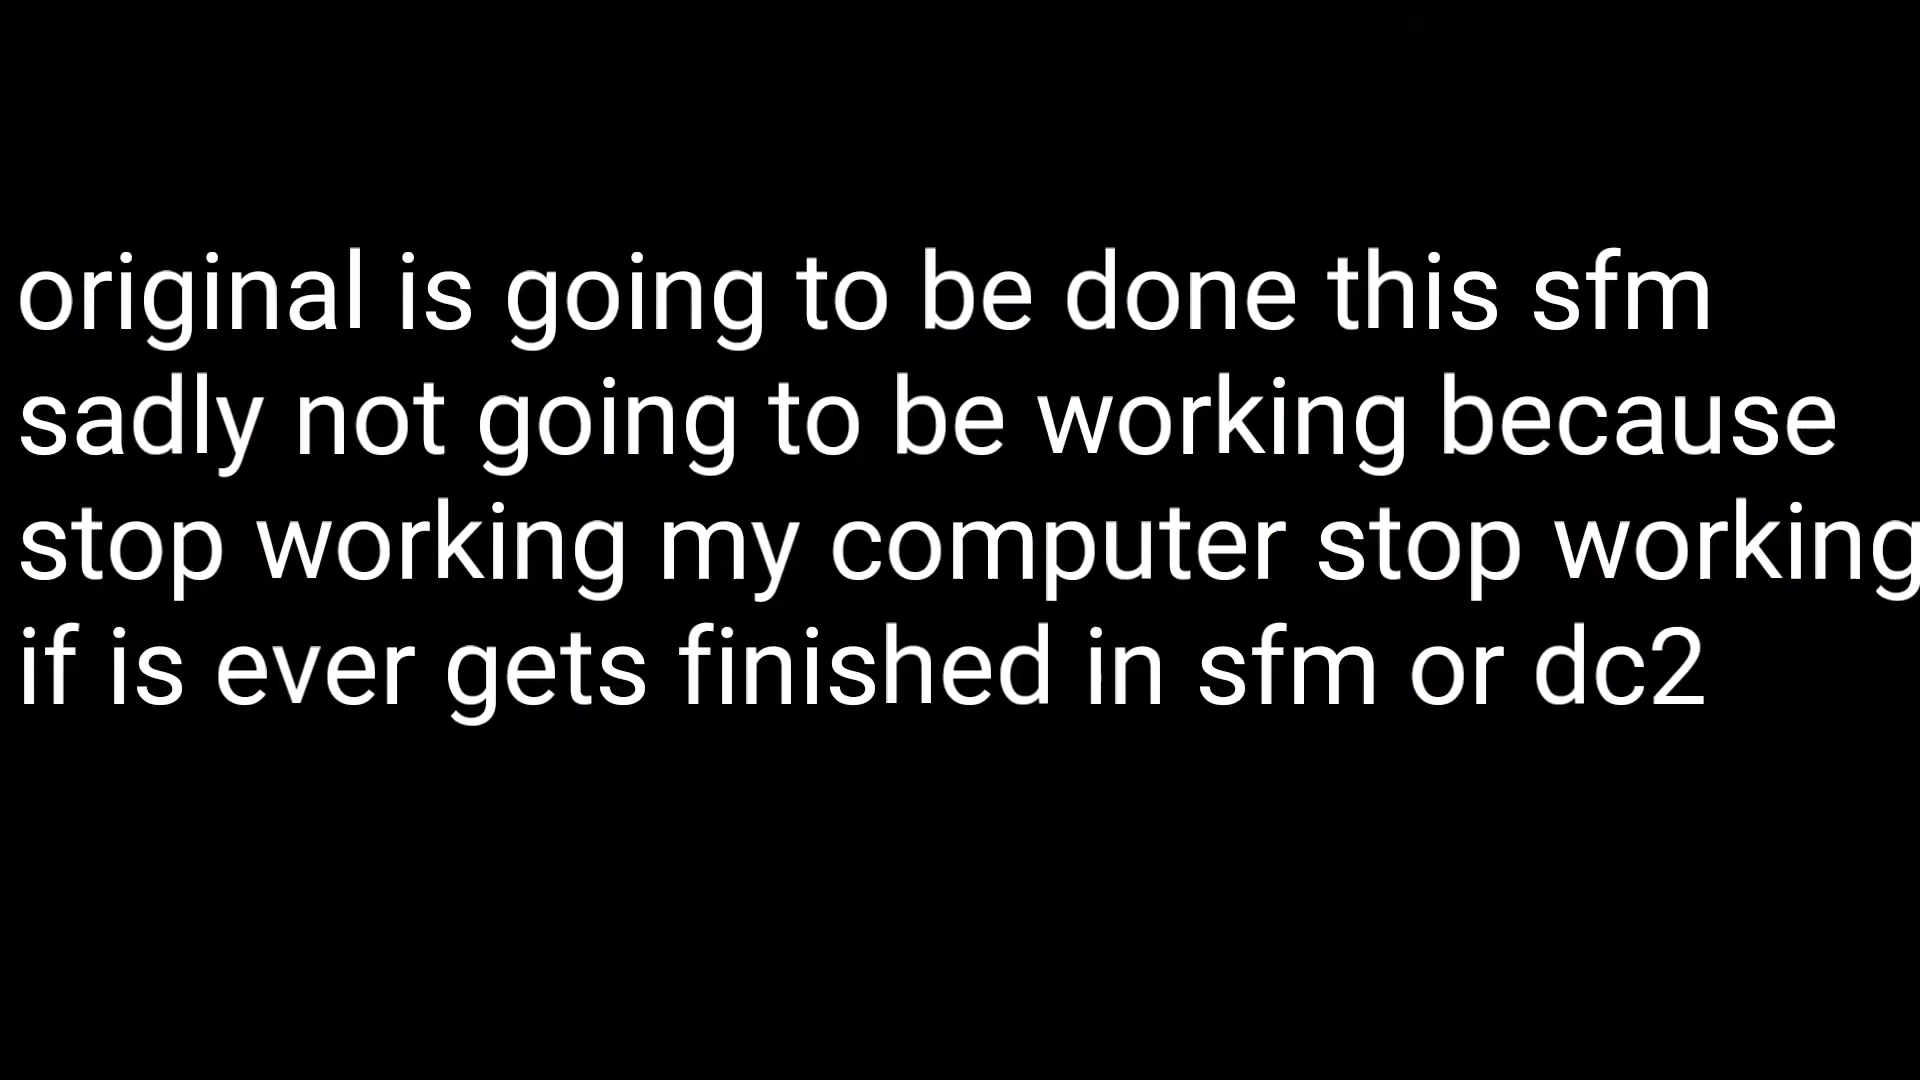 original is going to be done this sfm
sadly not going to be working because
stop working my computer stop working
if is ever gets finished in sfm or dc2